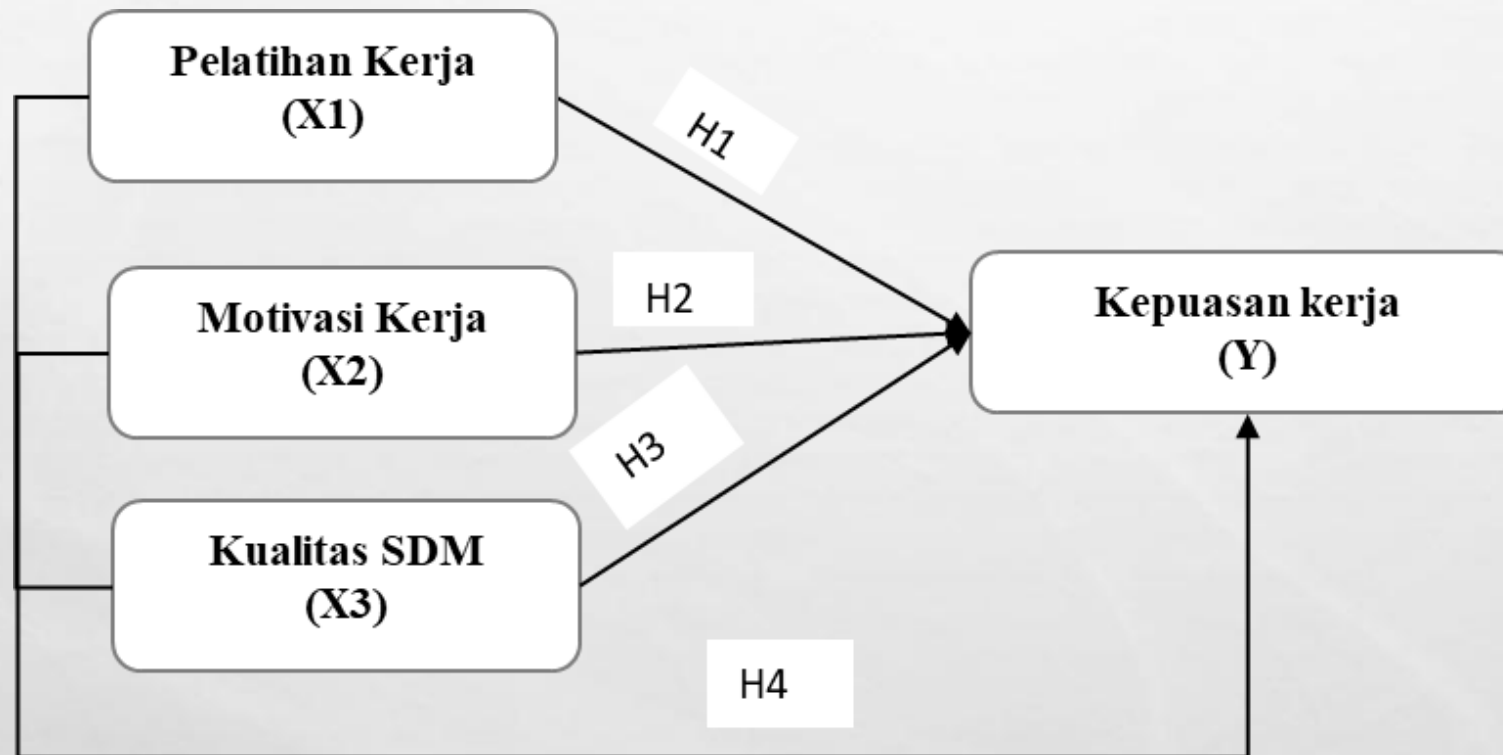 Pelatihan Kerja
(X1)
H1
H2
Motivasi Kerja
(X2)
Kepuasan kerja
(Y)
H3
Kualitas SDM
(X3)
H4